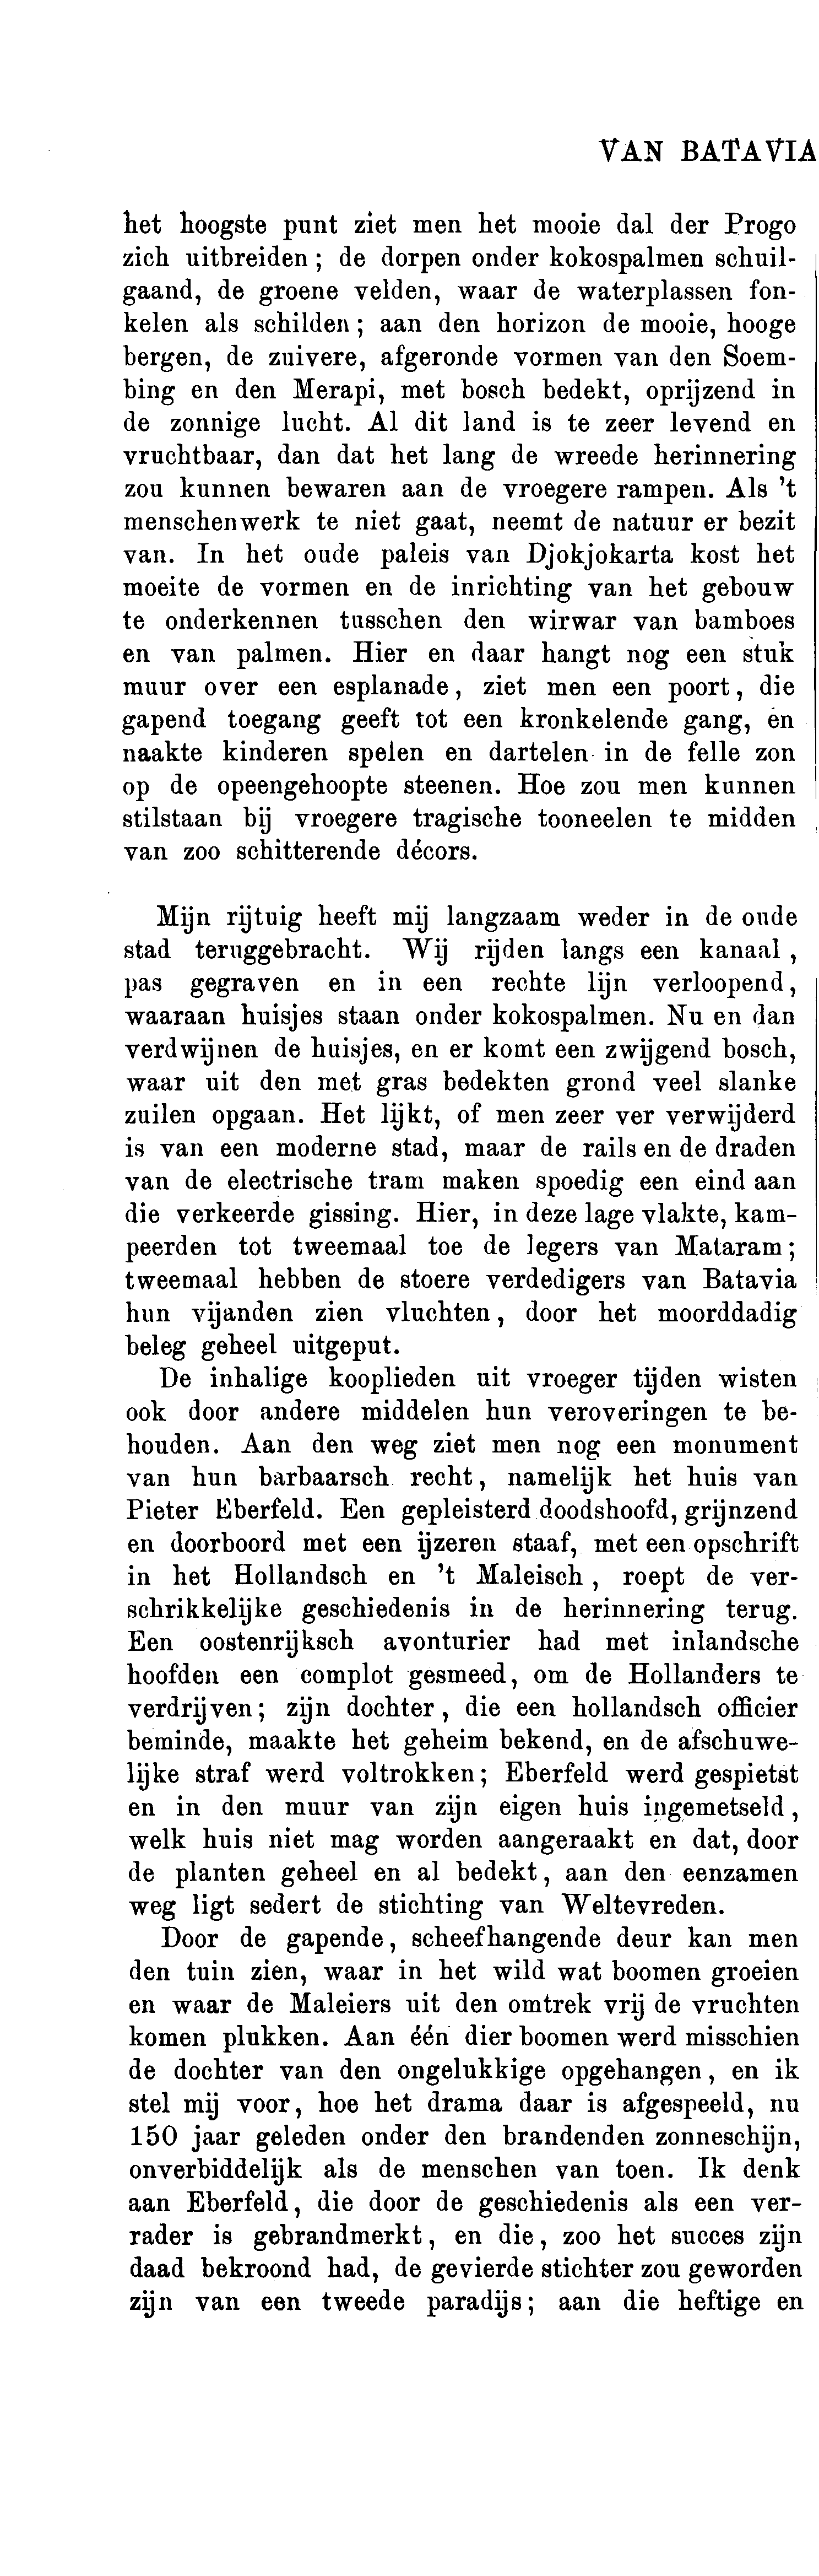 VAN BATAVIA
het hoogste punt ziet men het mooie dal der Progo
zich uitbreiden; de dorpen onder kokospalmen schuil-
gaand, de groene velden, waar de waterplassen fon-
kelen als schilden; aan den horizon de mooie, hooge
bergen, de zuivere, afgeronde vormen van den Soem-
bing en den Merapi, met bosch bedekt, oprijzend in
de zonnige lucht. Al dit land is te zeer levend en
vruchtbaar, dan dat het lang de wreede herinnering
zou kunnen bewaren aan de vroegere rampen. Als 't
menschenwerk te niet gaat, neemt de natuur er bezit
van. In het oude paleis van Djokjokarta kost het
moeite de vormen en de inrichting van het gebouw
te onderkennen tusschen den wirwar van bamboes
en van palmen. Hier en daar hangt nog een stuk
muur over een esplanade, ziet men een poort, die
gapend toegang geeft tot een kronkelende gang, en
naakte kinderen spelen en dartelen in de felle zon
op de opeengehoopte steenen. Hoe zou men kunnen
stilstaan bij vroegere tragische tooneelen te midden
van zoo schitterende décors.
Mijn rijtuig heeft mij langzaam weder in de oude
stad teruggebracht. Wij rijden langs een kanaal,
pas gegraven en in een rechte lijn verloopend,
waaraan huisjes staan onder kokospalmen. Nu en dan
verdwijnen de huisjes, en er komt een zwijgend bosch,
waar uit den met gras bedekten grond veel slanke
zuilen opgaan. Het lijkt, of men zeer ver verwijderd
is van een moderne stad, maar de rails en de draden
van de electrische tram maken spoedig een eind aan
die verkeerde gissing. Hier, in deze lage vlakte, kam-
peerden tot tweemaal toe de legers van Mataram;
tweemaal hebben de stoere verdedigers van Batavia
hun vijanden zien vluchten, door het moorddadig
beleg geheel uitgeput.
De inhalige kooplieden uit vroeger tijden wisten
ook door andere middelen hun veroveringen te be-
houden. Aan den weg ziet men nog een monument
van hun barbaarsch recht, namelijk het huis van
Pieter Eberfeld. Een gepleisterd doodshoofd, grijnzend
en doorboord met een ijzeren staaf, met een opschrift
in het Hollandsch en 't Maleisch, roept de ver-
schrikkelijke geschiedenis in de herinnering terug.
Een oostenrijksch avonturier had met inlandsche
hoofden een complot gesmeed, om de Hollanders te
verdrijven; zijn dochter, die een hollandsch officier
beminde, maakte het geheim bekend, en de afschuwe-
lijke straf werd voltrokken; Eberfeld werd gespietst
en in den muur van zijn eigen huis ingemetseld,
welk huis niet mag worden aangeraakt en dat, door
de planten geheel en al bedekt, aan den eenzamen
weg ligt sedert de stichting van Weltevreden.
Door de gapende, scheefhangende deur kan men
den tuin zien, waar in het wild wat boomen groeien
en waar de Maleiers uit den omtrek vrij de vruchten
komen plukken. Aan één dier boomen werd misschien
de dochter van den ongelukkige opgehangen, en ik
stel mij voor, hoe het drama daar is afgespeeld, nu
150 jaar geleden onder den brandenden zonneschijn,
onverbiddelijk als de menschen van toen. Ik denk
aan Eberfeld, die door de geschiedenis als een ver-
rader is gebrandmerkt, en die, zoo het succes zijn
daad bekroond had, de gevierde stichter zou geworden
zijn van een tweede paradijs; aan die heftige en